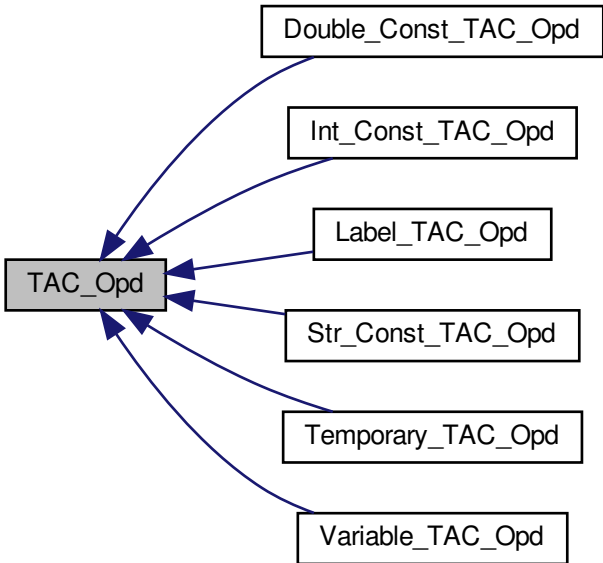 Double_Const_TAC_Opd
Int_Const_TAC_Opd
Label_TAC_Opd
TAC_Opd
Str_Const_TAC_Opd
Temporary_TAC_Opd
Variable_TAC_Opd